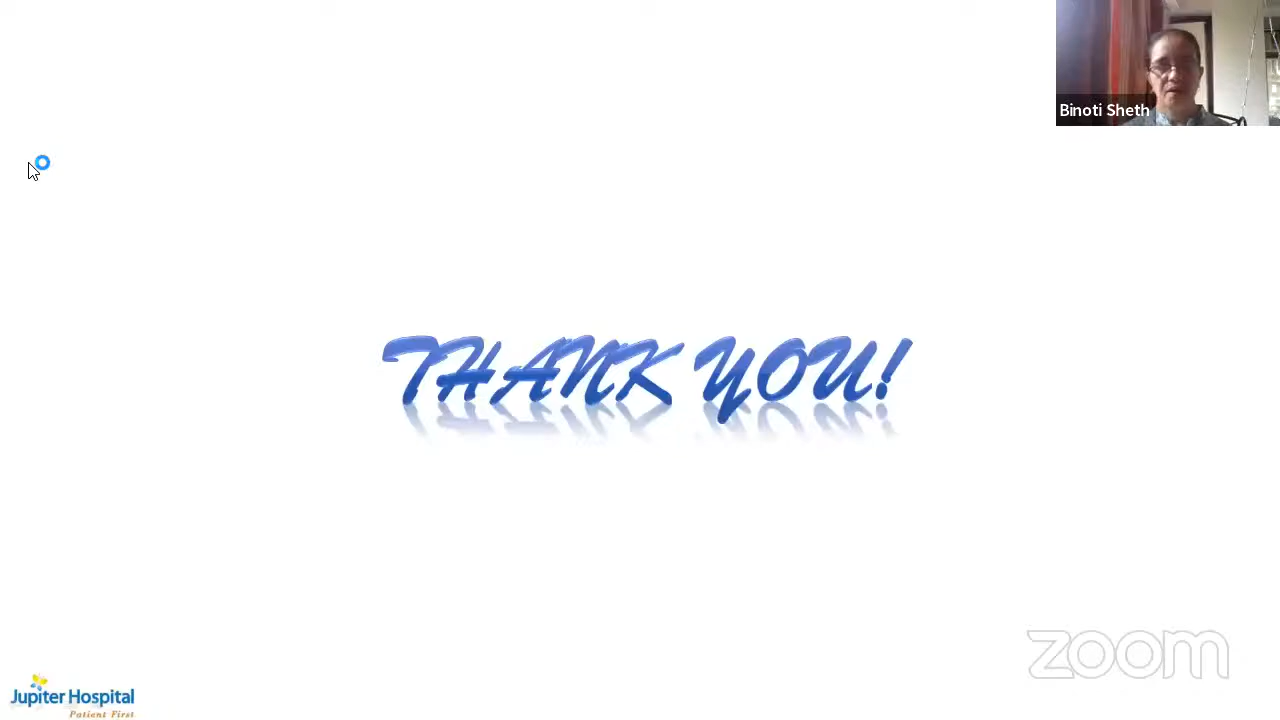 Binoti Sheth
THANK YOU!
zoom
Jupiter Hospital
Patient First